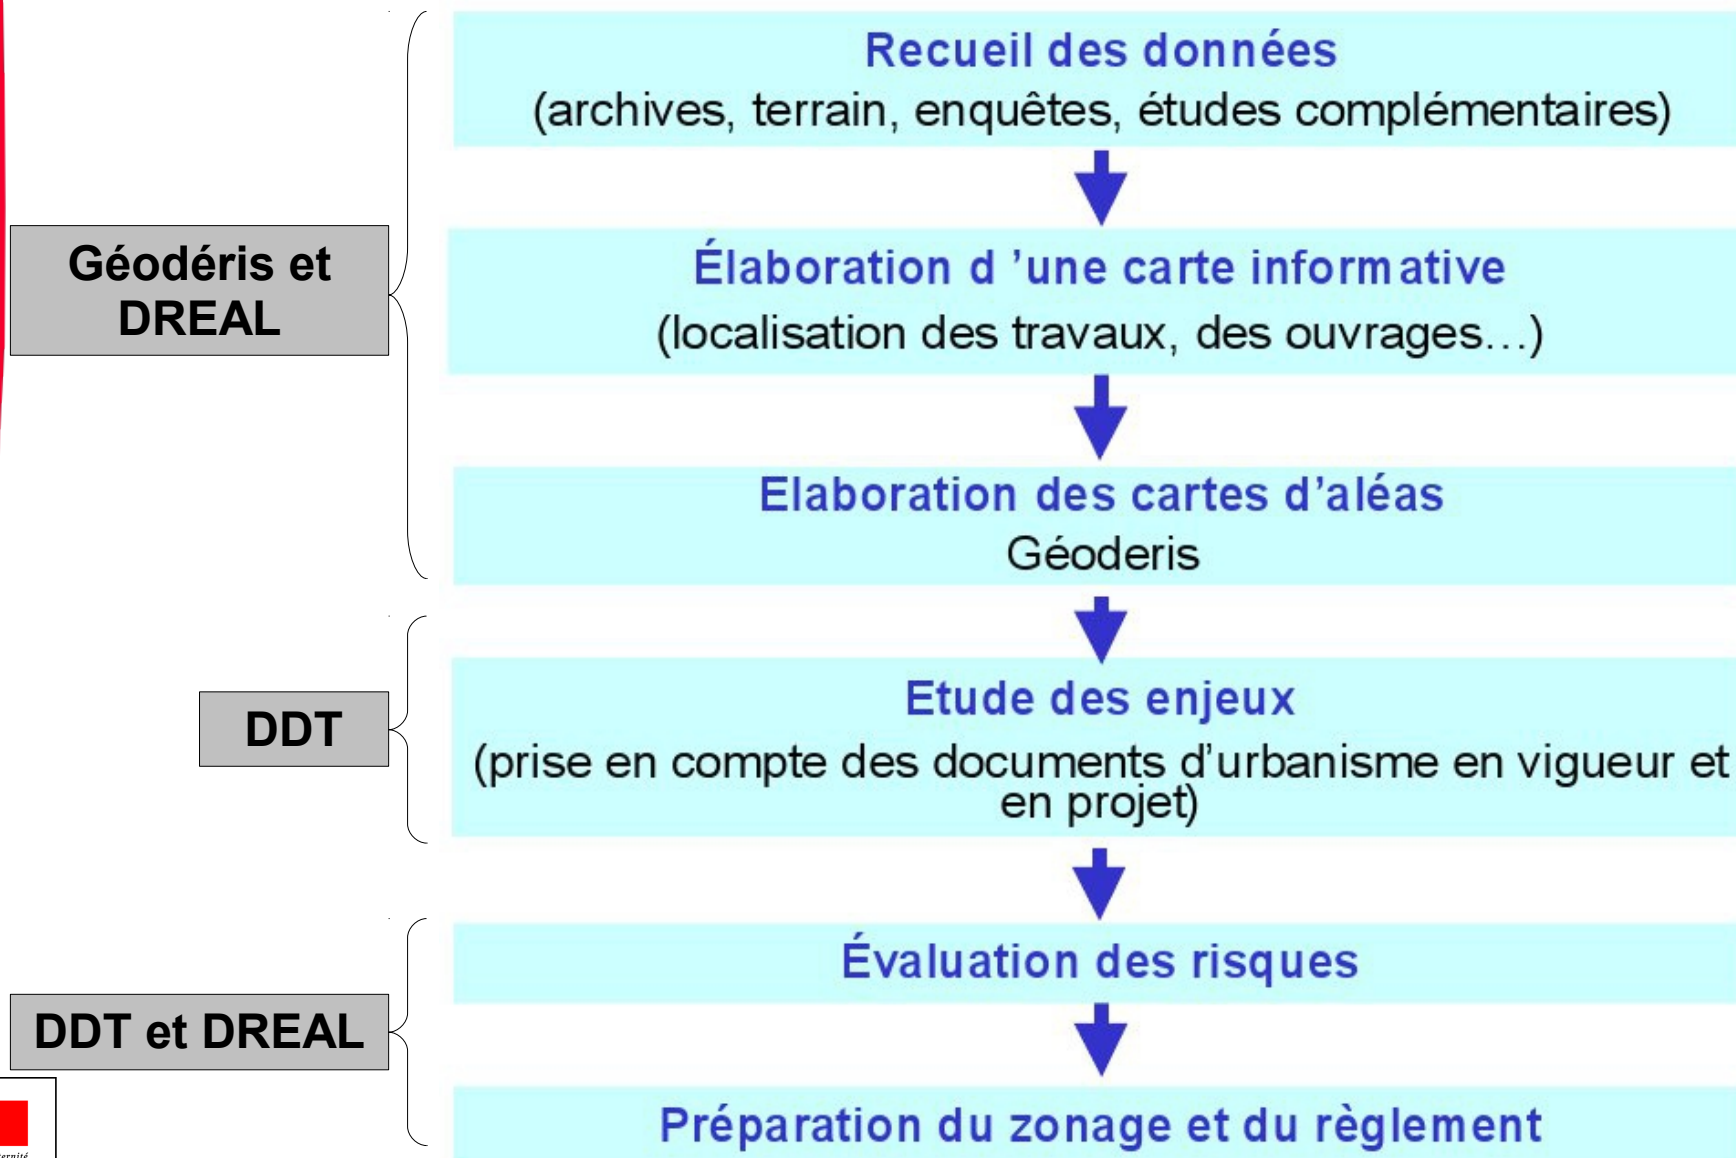 Recueil des données
(archives, terrain, enquêtes, études complémentaires)
Géodéris et
DREAL
Élaboration d ’une carte informative
(localisation des travaux, des ouvrages…)
Elaboration des cartes d’aléas
Géoderis
DDT
Etude des enjeux
(prise en compte des documents d’urbanisme en vigueur et
en projet)
Évaluation des risques
DDT et DREAL
Préparation du zonage et du règlement